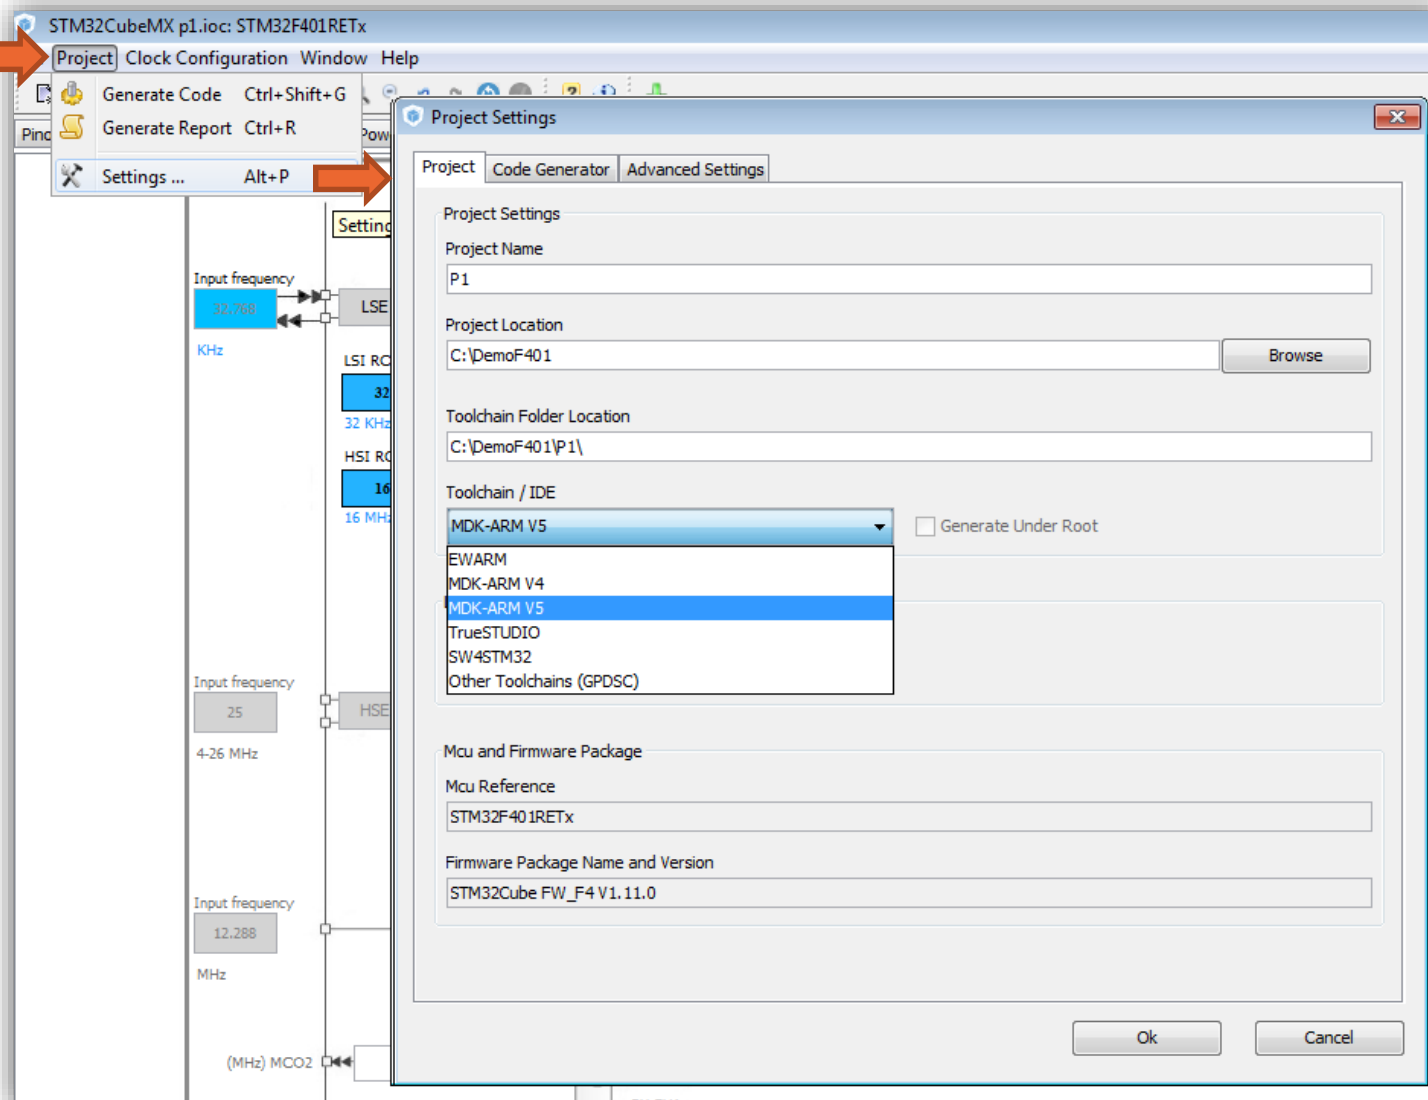 STM32CubeMX p1.ioc: STM32F401RETx
Project Clock Configuration Window Help
Generate Code Ctrl+Shift+G
Generate Report Ctrl+R
Settings ... Alt+P
Project Settings
Project Code Generator Advanced Settings
Project Settings
Project Name
P1
Project Location
C:\DemoF401
Browse
Toolchain Folder Location
C:\DemoF401\P1\
Toolchain / IDE
MDK-ARM V5
Generate Under Root
EWARM
MDK-ARM V4
MDK-ARM V5
TrueSTUDIO
SW4STM32
Other Toolchains (GPDSC)
Mcu and Firmware Package
Mcu Reference
STM32F401RETx
Firmware Package Name and Version
STM32Cube FW_F4 V1.11.0
Ok
Cancel
Input frequency
32.768
KHz
LSE
LSI RC
32
32 KHz
HSI RC
16
16 MHz
Input frequency
25
4-26 MHz
HSE
Input frequency
12.288
MHz
(MHz) MCO2